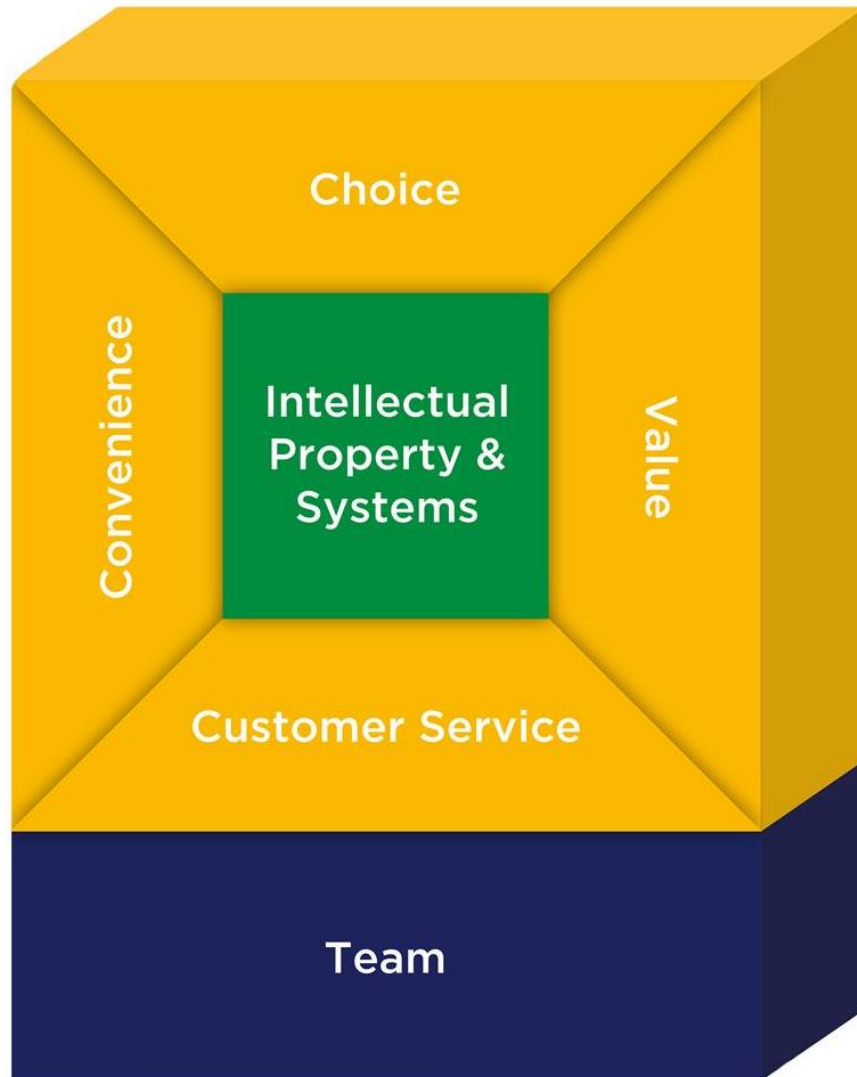 Choice
Convenience
Intellectual
Property &
Systems
Value
Customer Service
Team